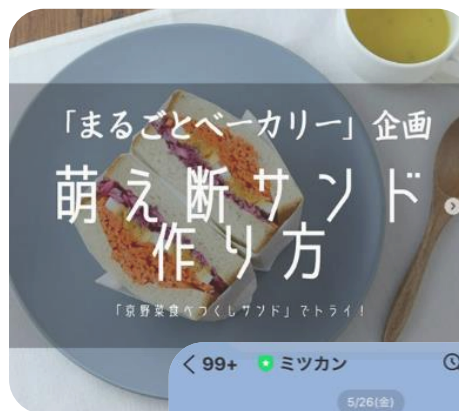 「まるごとベーカリー」企画
萌え断サンド
作り方
「京野菜食べつくしサンド」でトライ!
99+ ミツカン
5/26(金)